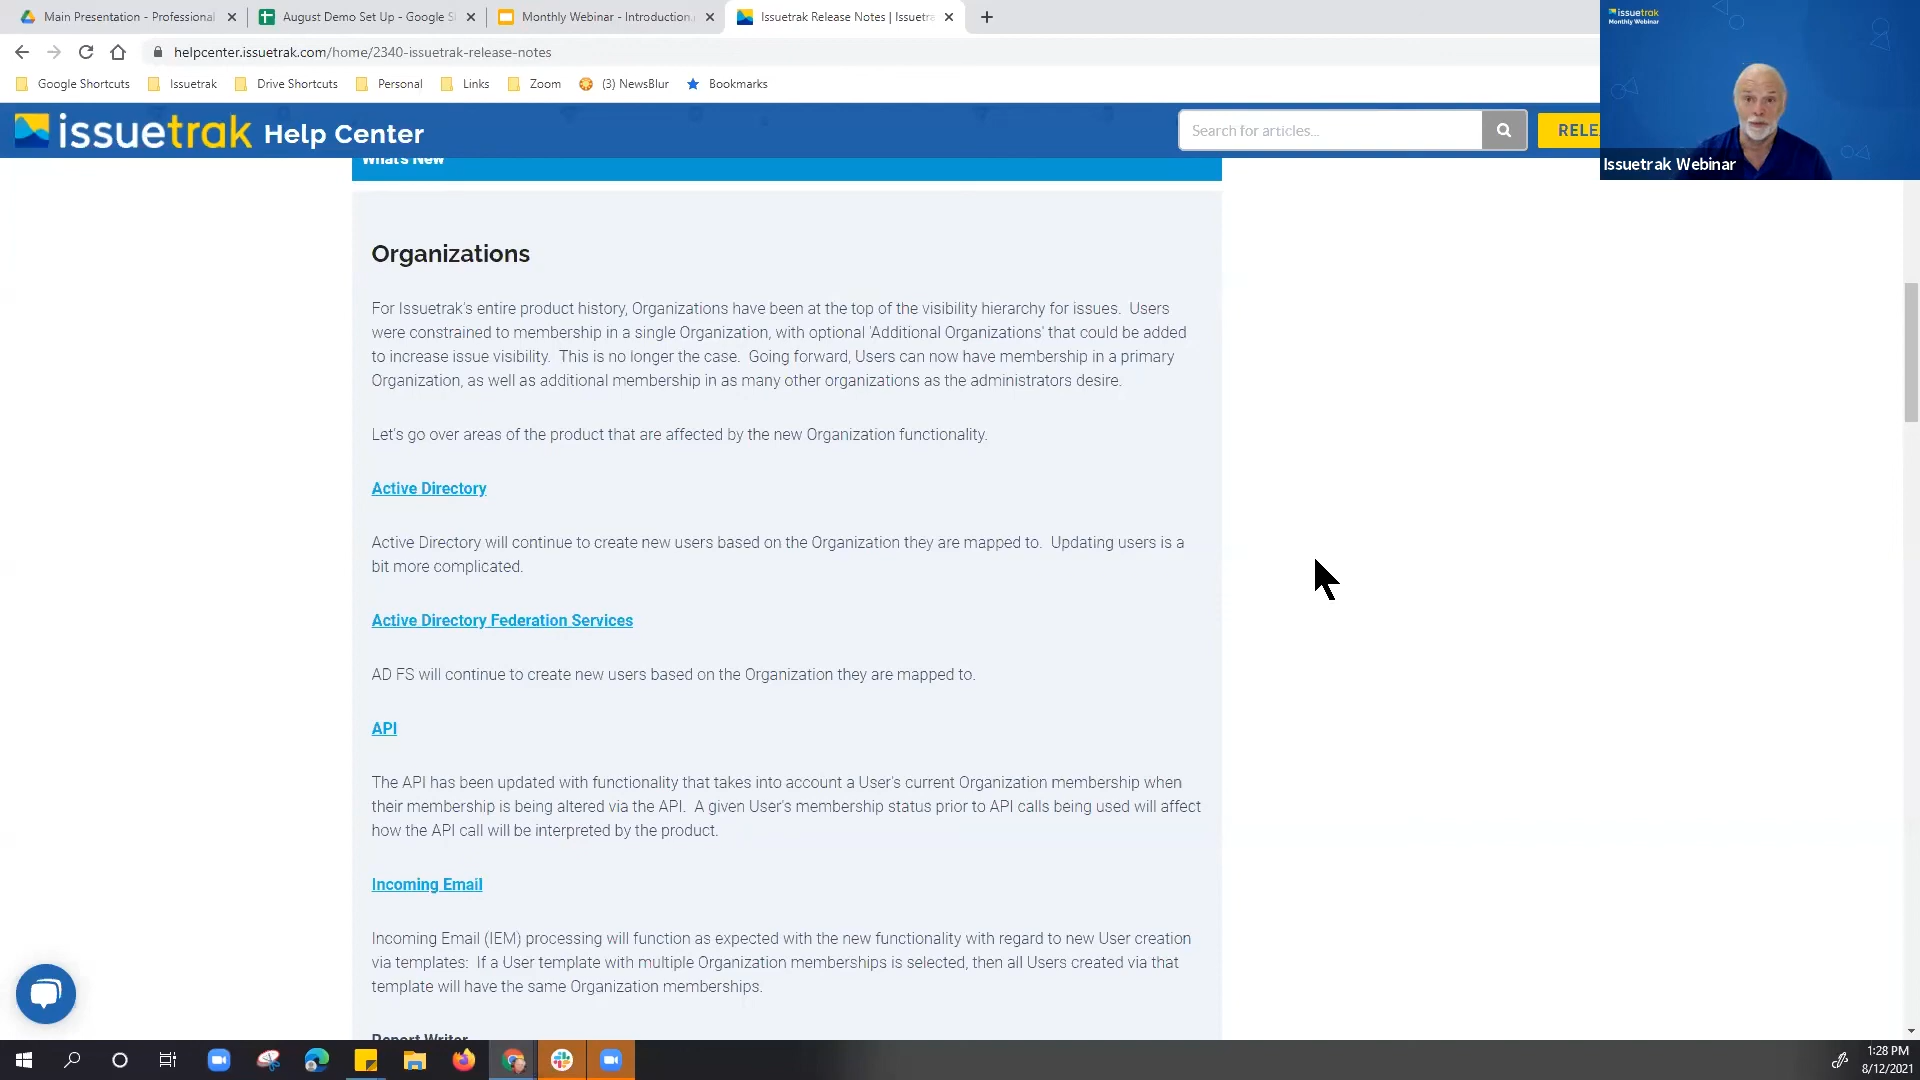 Main Presentation - Professional
August Demo Set Up - Google S
Monthly Webinar - Introduction.
Issuetrak Release Notes | Issuetra
helpcenter.issuetrak.com/home/2340-issuetrak-release-notes
Google Shortcuts
Issuetrak
Drive Shortcuts
Personal
Links
Zoom
(3) NewsBlur
Bookmarks
issuetrak
Monthly Webinar
Issuetrak Webinar
issuetrak Help Center
Search for articles...
RELE
What's New
Organizations
For Issuetrak's entire product history, Organizations have been at the top of the visibility hierarchy for issues. Users
were constrained to membership in a single Organization, with optional 'Additional Organizations' that could be added
to increase issue visibility. This is no longer the case. Going forward, Users can now have membership in a primary
Organization, as well as additional membership in as many other organizations as the administrators desire.
Let's go over areas of the product that are affected by the new Organization functionality.
Active Directory
Active Directory will continue to create new users based on the Organization they are mapped to. Updating users is a
bit more complicated.
Active Directory Federation Services
AD FS will continue to create new users based on the Organization they are mapped to.
API
The API has been updated with functionality that takes into account a User's current Organization membership when
their membership is being altered via the API. A given User's membership status prior to API calls being used will affect
how the API call will be interpreted by the product.
Incoming Email
Incoming Email (IEM) processing will function as expected with the new functionality with regard to new User creation
via templates: If a User template with multiple Organization memberships is selected, then all Users created via that
template will have the same Organization memberships.
Report Writer
1:28 PM
8/12/2021